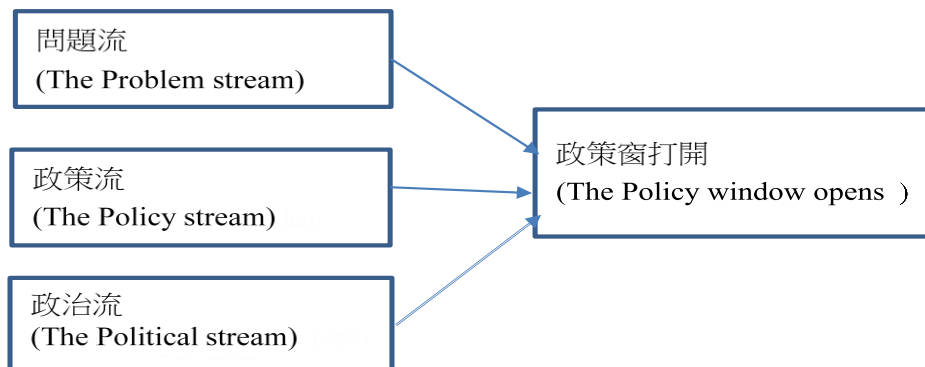 問題流
(The Problem stream)
政策流
(The Policy stream)
政治流
(The Political stream)
政策窗打開
(The Policy window opens )